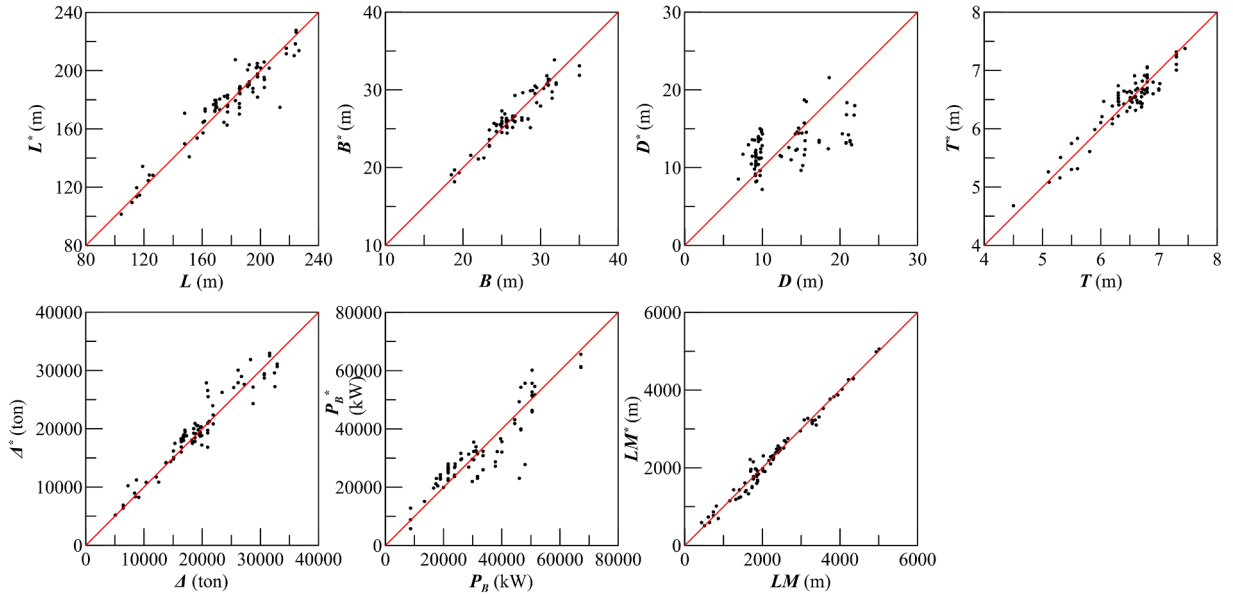 240
200
160
120
80
L* (m)
80 120 160 200 240
L (m)
40
30
20
10
B* (m)
10 20 30 40
B (m)
30
20
10
0
D* (m)
0 10 20 30
D (m)
8
7
6
5
4
T* (m)
4 5 6 7 8
T (m)
40000
30000
20000
10000
0
Δ* (ton)
0 10000 20000 30000 40000
Δ (ton)
80000
60000
40000
20000
0
P_B*
(kW)
0 20000 40000 60000 80000
P_B (kW)
6000
4000
2000
0
LM* (m)
0 2000 4000 6000
LM (m)